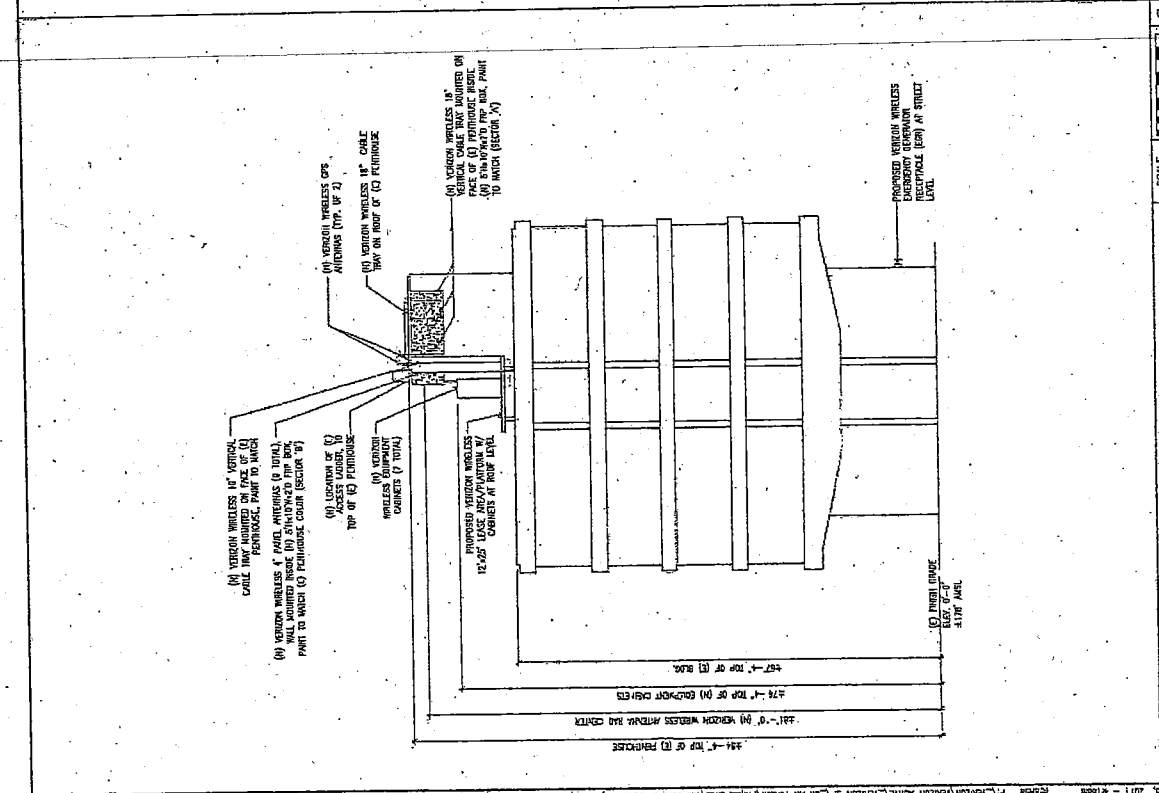 (N) VERIZON WIRELESS 18" VERTICAL
CABLE TRAY MOUNTED ON FACE OF (E)
PENTHOUSE, PAINT TO MATCH
(N) VERIZON WIRELESS 4' PANEL ANTENNAS (9 TOTAL),
WALL MOUNTED INSIDE (N) 5'Hx10'Wx2'D FRP BOX,
PAINT TO MATCH (E) PENTHOUSE COLOR (SECTOR 'B')
(N) LOCATION OF (E)
ACCESS LADDER, TO
TOP OF (E) PENTHOUSE
(N) VERIZON
WIRELESS EQUIPMENT
CABINETS (7 TOTAL)
PROPOSED VERIZON WIRELESS
12'x25' LEASE AREA/PLATFORM W/
CABINETS AT ROOF LEVEL
(N) VERIZON WIRELESS GPS
ANTENNAS (TYP. OF 2)
(N) VERIZON WIRELESS 18" CABLE
TRAY ON ROOF OF (E) PENTHOUSE
(N) VERIZON WIRELESS 18"
VERTICAL CABLE TRAY MOUNTED ON
FACE OF (E) PENTHOUSE INSIDE
(N) 5'Hx10'Wx2'D FRP BOX, PAINT
TO MATCH (SECTOR 'A')
PROPOSED VERIZON WIRELESS
EMERGENCY GENERATOR
RECEPTACLE (EGR) AT STREET
LEVEL
(E) FINISH GRADE
ELEV. 0'-0"
±178' AMSL
±67'-4" TOP OF (E) BLDG.
±74'-4" TOP OF (N) EQUIPMENT CABINETS
±81'-0" (N) VERIZON WIRELESS ANTENNA RAD CENTER
±84'-4" TOP OF (E) PENTHOUSE